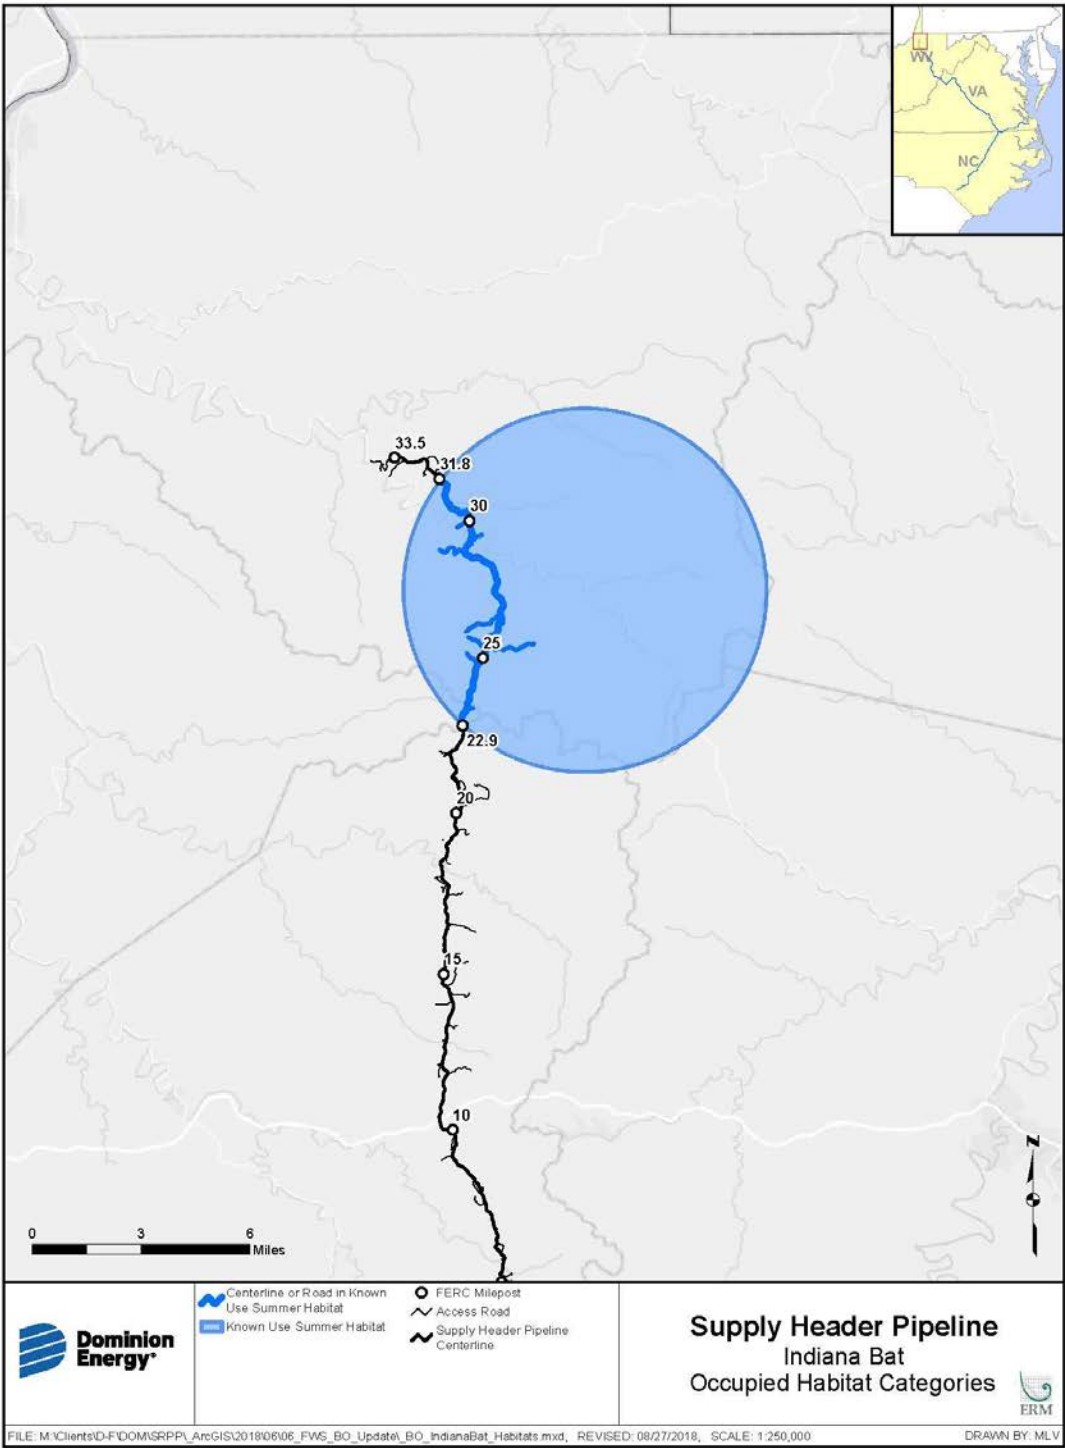 WV
VA
NC
33.5
31.8
30
25
22.9
20
15
10
N
0 3 6
Miles
Dominion
Energy®
Centerline or Road in Known
Use Summer Habitat
Known Use Summer Habitat
FERC Milepost
Access Road
Supply Header Pipeline
Centerline
Supply Header Pipeline
Indiana Bat
Occupied Habitat Categories
ERM
FILE: M:\Clients\D-F\DOM\SRPP\_ArcGIS\2018\06\06_FWS_BO_Update\_BO_IndianaBat_Habitats.mxd, REVISED: 08/27/2018, SCALE: 1:250,000
DRAWN BY: MLV